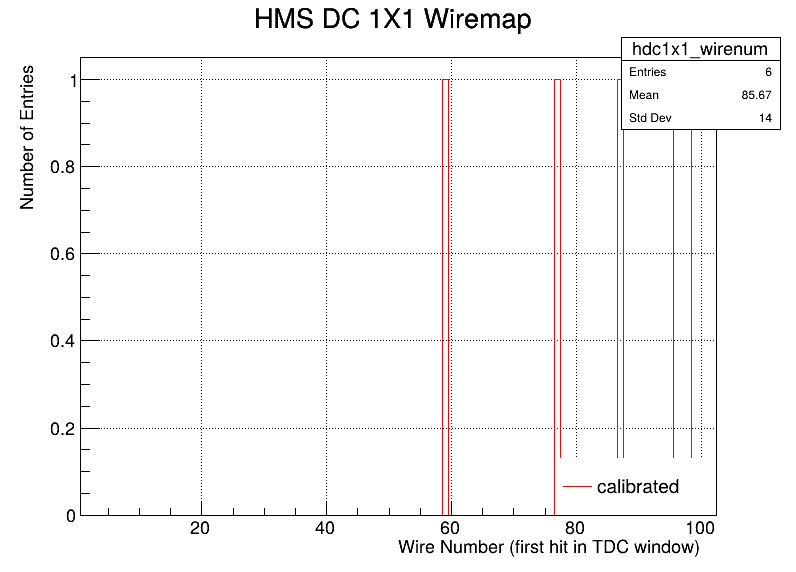 HMS DC 1X1 Wiremap
hdc1x1_wirenum
Entries 6
Mean 85.67
Std Dev 14
Number of Entries
1
0.8
0.6
0.4
0.2
0
calibrated
20 40 60 80 100
Wire Number (first hit in TDC window)